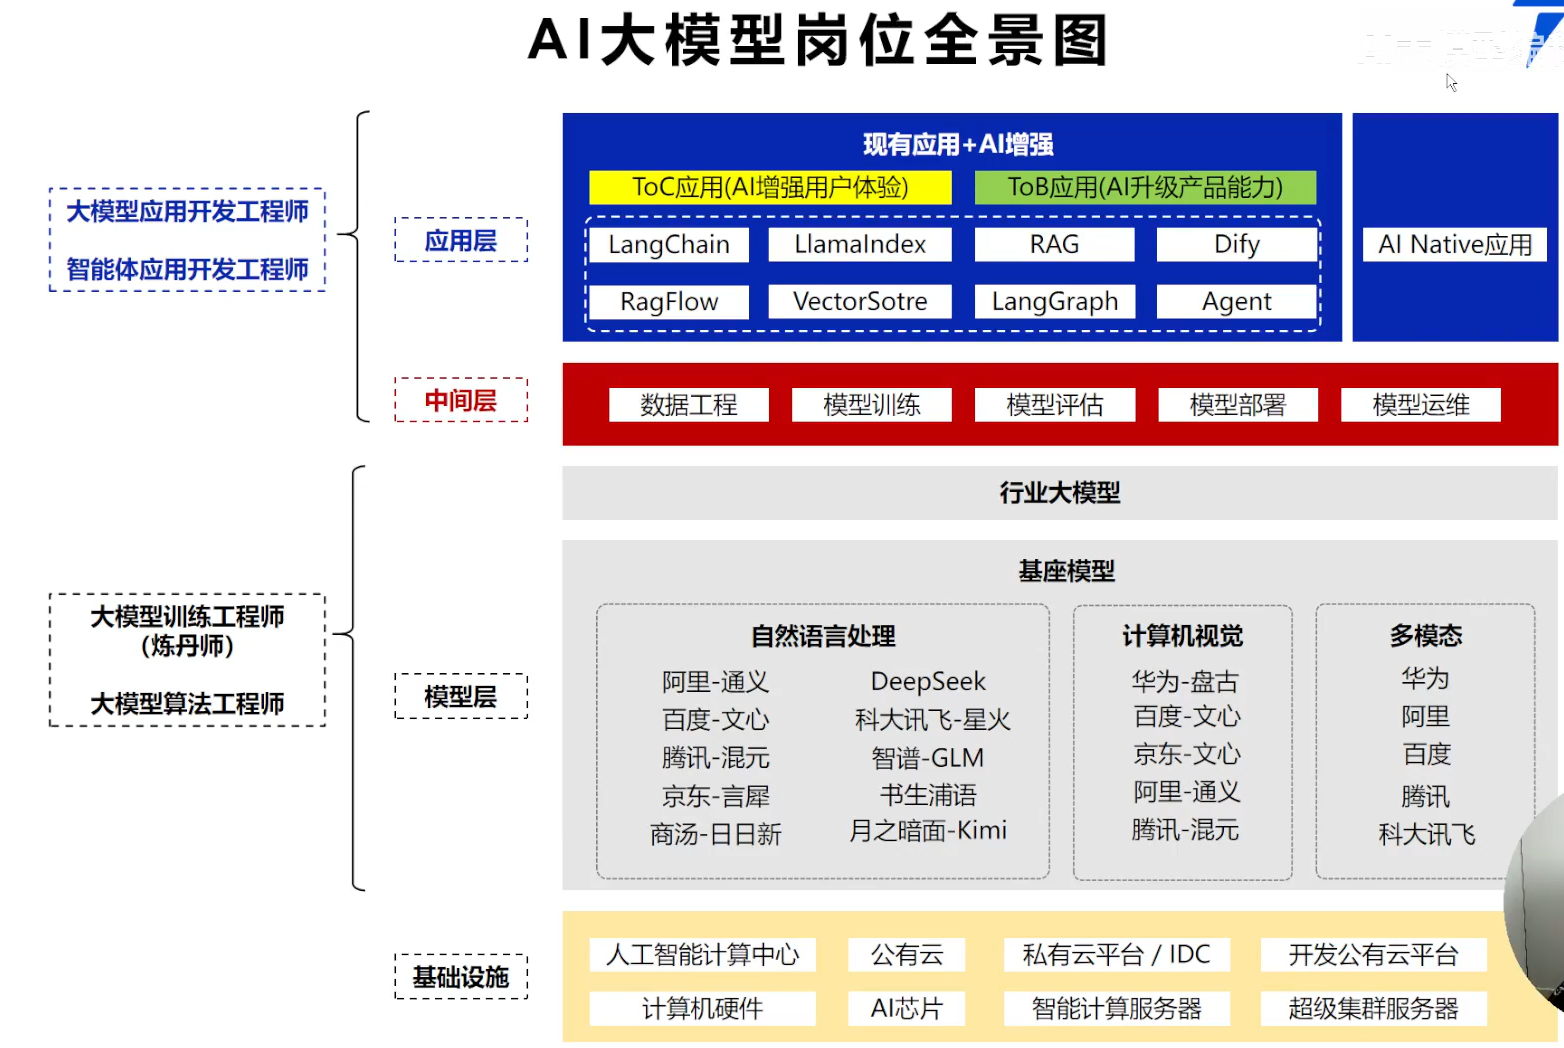 AI大模型岗位全景图
大模型应用开发工程师
智能体应用开发工程师
应用层
现有应用+AI增强
ToC应用(AI增强用户体验)
ToB应用(AI升级产品能力)
LangChain
LlamaIndex
RAG
Dify
RagFlow
VectorSotre
LangGraph
Agent
AI Native应用
中间层
数据工程
模型训练
模型评估
模型部署
模型运维
大模型训练工程师
(炼丹师)
大模型算法工程师
模型层
行业大模型
基座模型
自然语言处理
阿里-通义
DeepSeek
百度-文心
科大讯飞-星火
腾讯-混元
智谱-GLM
京东-言犀
书生浦语
商汤-日日新
月之暗面-Kimi
计算机视觉
华为-盘古
百度-文心
京东-文心
阿里-通义
腾讯-混元
多模态
华为
阿里
百度
腾讯
科大讯飞
基础设施
人工智能计算中心
公有云
私有云平台 / IDC
开发公有云平台
计算机硬件
AI芯片
智能计算服务器
超级集群服务器